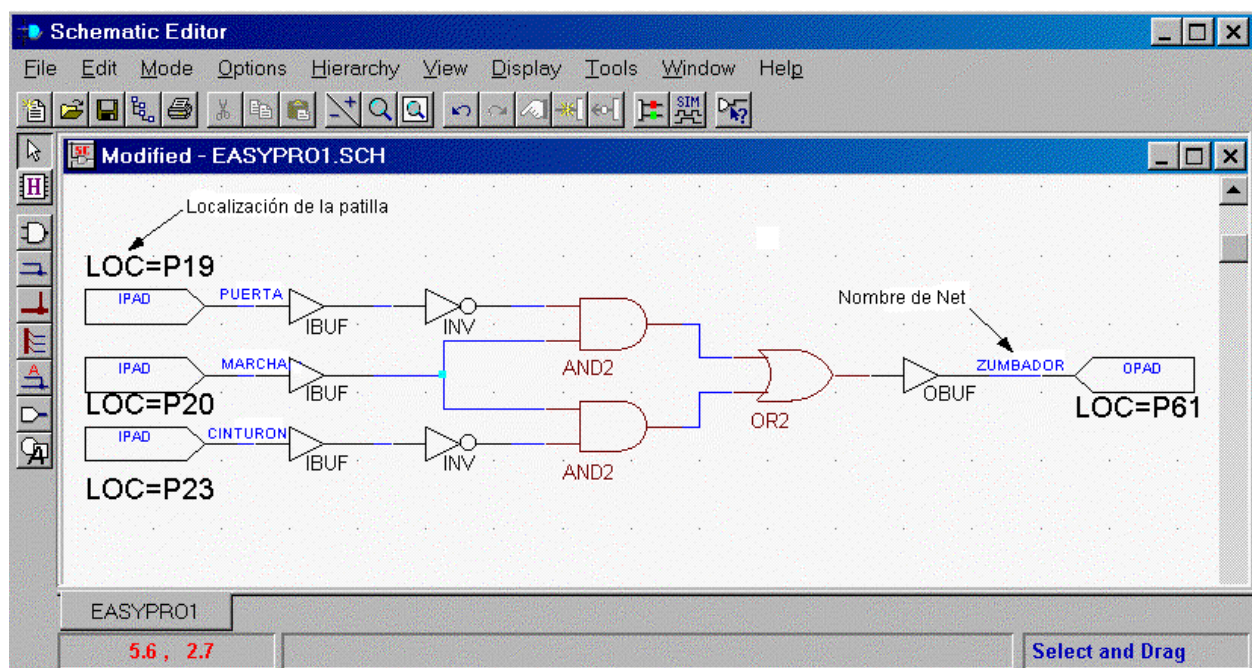 Schematic Editor
File Edit Mode Options Hierarchy View Display Tools Window Help
SIM
H
A
A
SC
Modified - EASYPRO1.SCH
Localización de la patilla
LOC=P19
IPAD PUERTA IBUF INV
AND2
IPAD MARCHA IBUF
LOC=P20
IPAD CINTURON IBUF INV
AND2
LOC=P23
OR2
Nombre de Net
OBUF ZUMBADOR OPAD
LOC=P61
EASYPRO1
5.6 , 2.7
Select and Drag